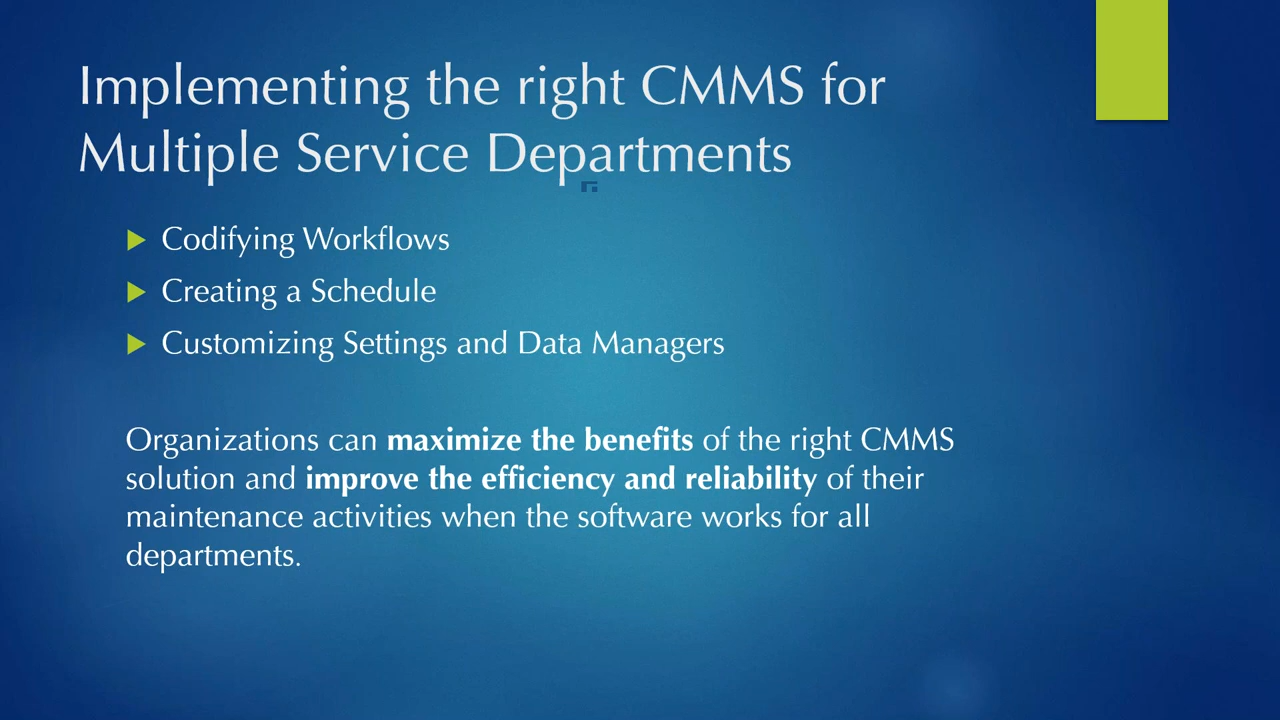 Implementing the right CMMS for
Multiple Service Departments
Codifying Workflows
Creating a Schedule
Customizing Settings and Data Managers
Organizations can maximize the benefits of the right CMMS
solution and improve the efficiency and reliability of their
maintenance activities when the software works for all
departments.